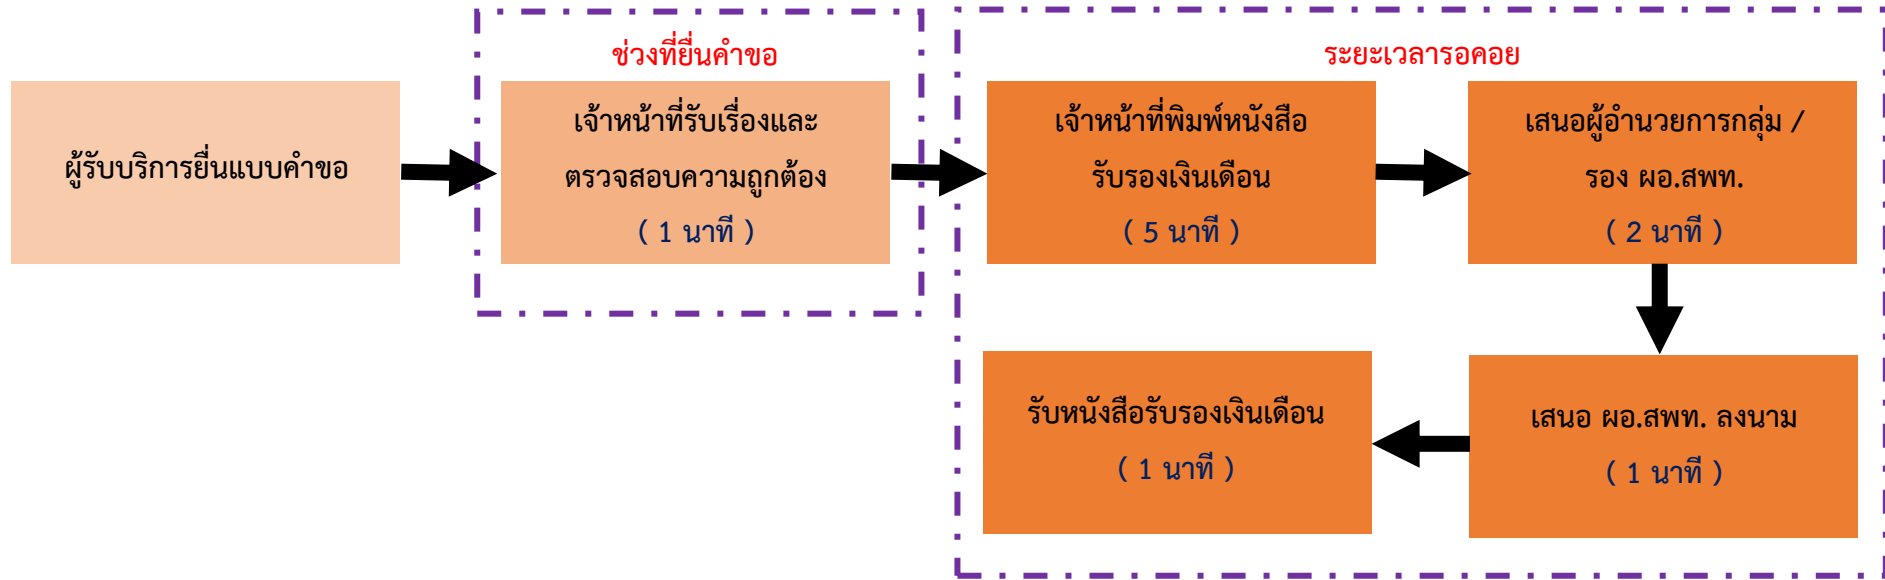 ช่วงที่ยื่นคำขอ
ระยะเวลารอคอย
ผู้รับบริการยื่นแบบคำขอ
เจ้าหน้าที่รับเรื่องและ
ตรวจสอบความถูกต้อง
( 1 นาที )
เจ้าหน้าที่พิมพ์หนังสือ
รับรองเงินเดือน
( 5 นาที )
เสนอผู้อำนวยการกลุ่ม /
รอง ผอ.สพท.
( 2 นาที )
เสนอ ผอ.สพท. ลงนาม
( 1 นาที )
รับหนังสือรับรองเงินเดือน
( 1 นาที )